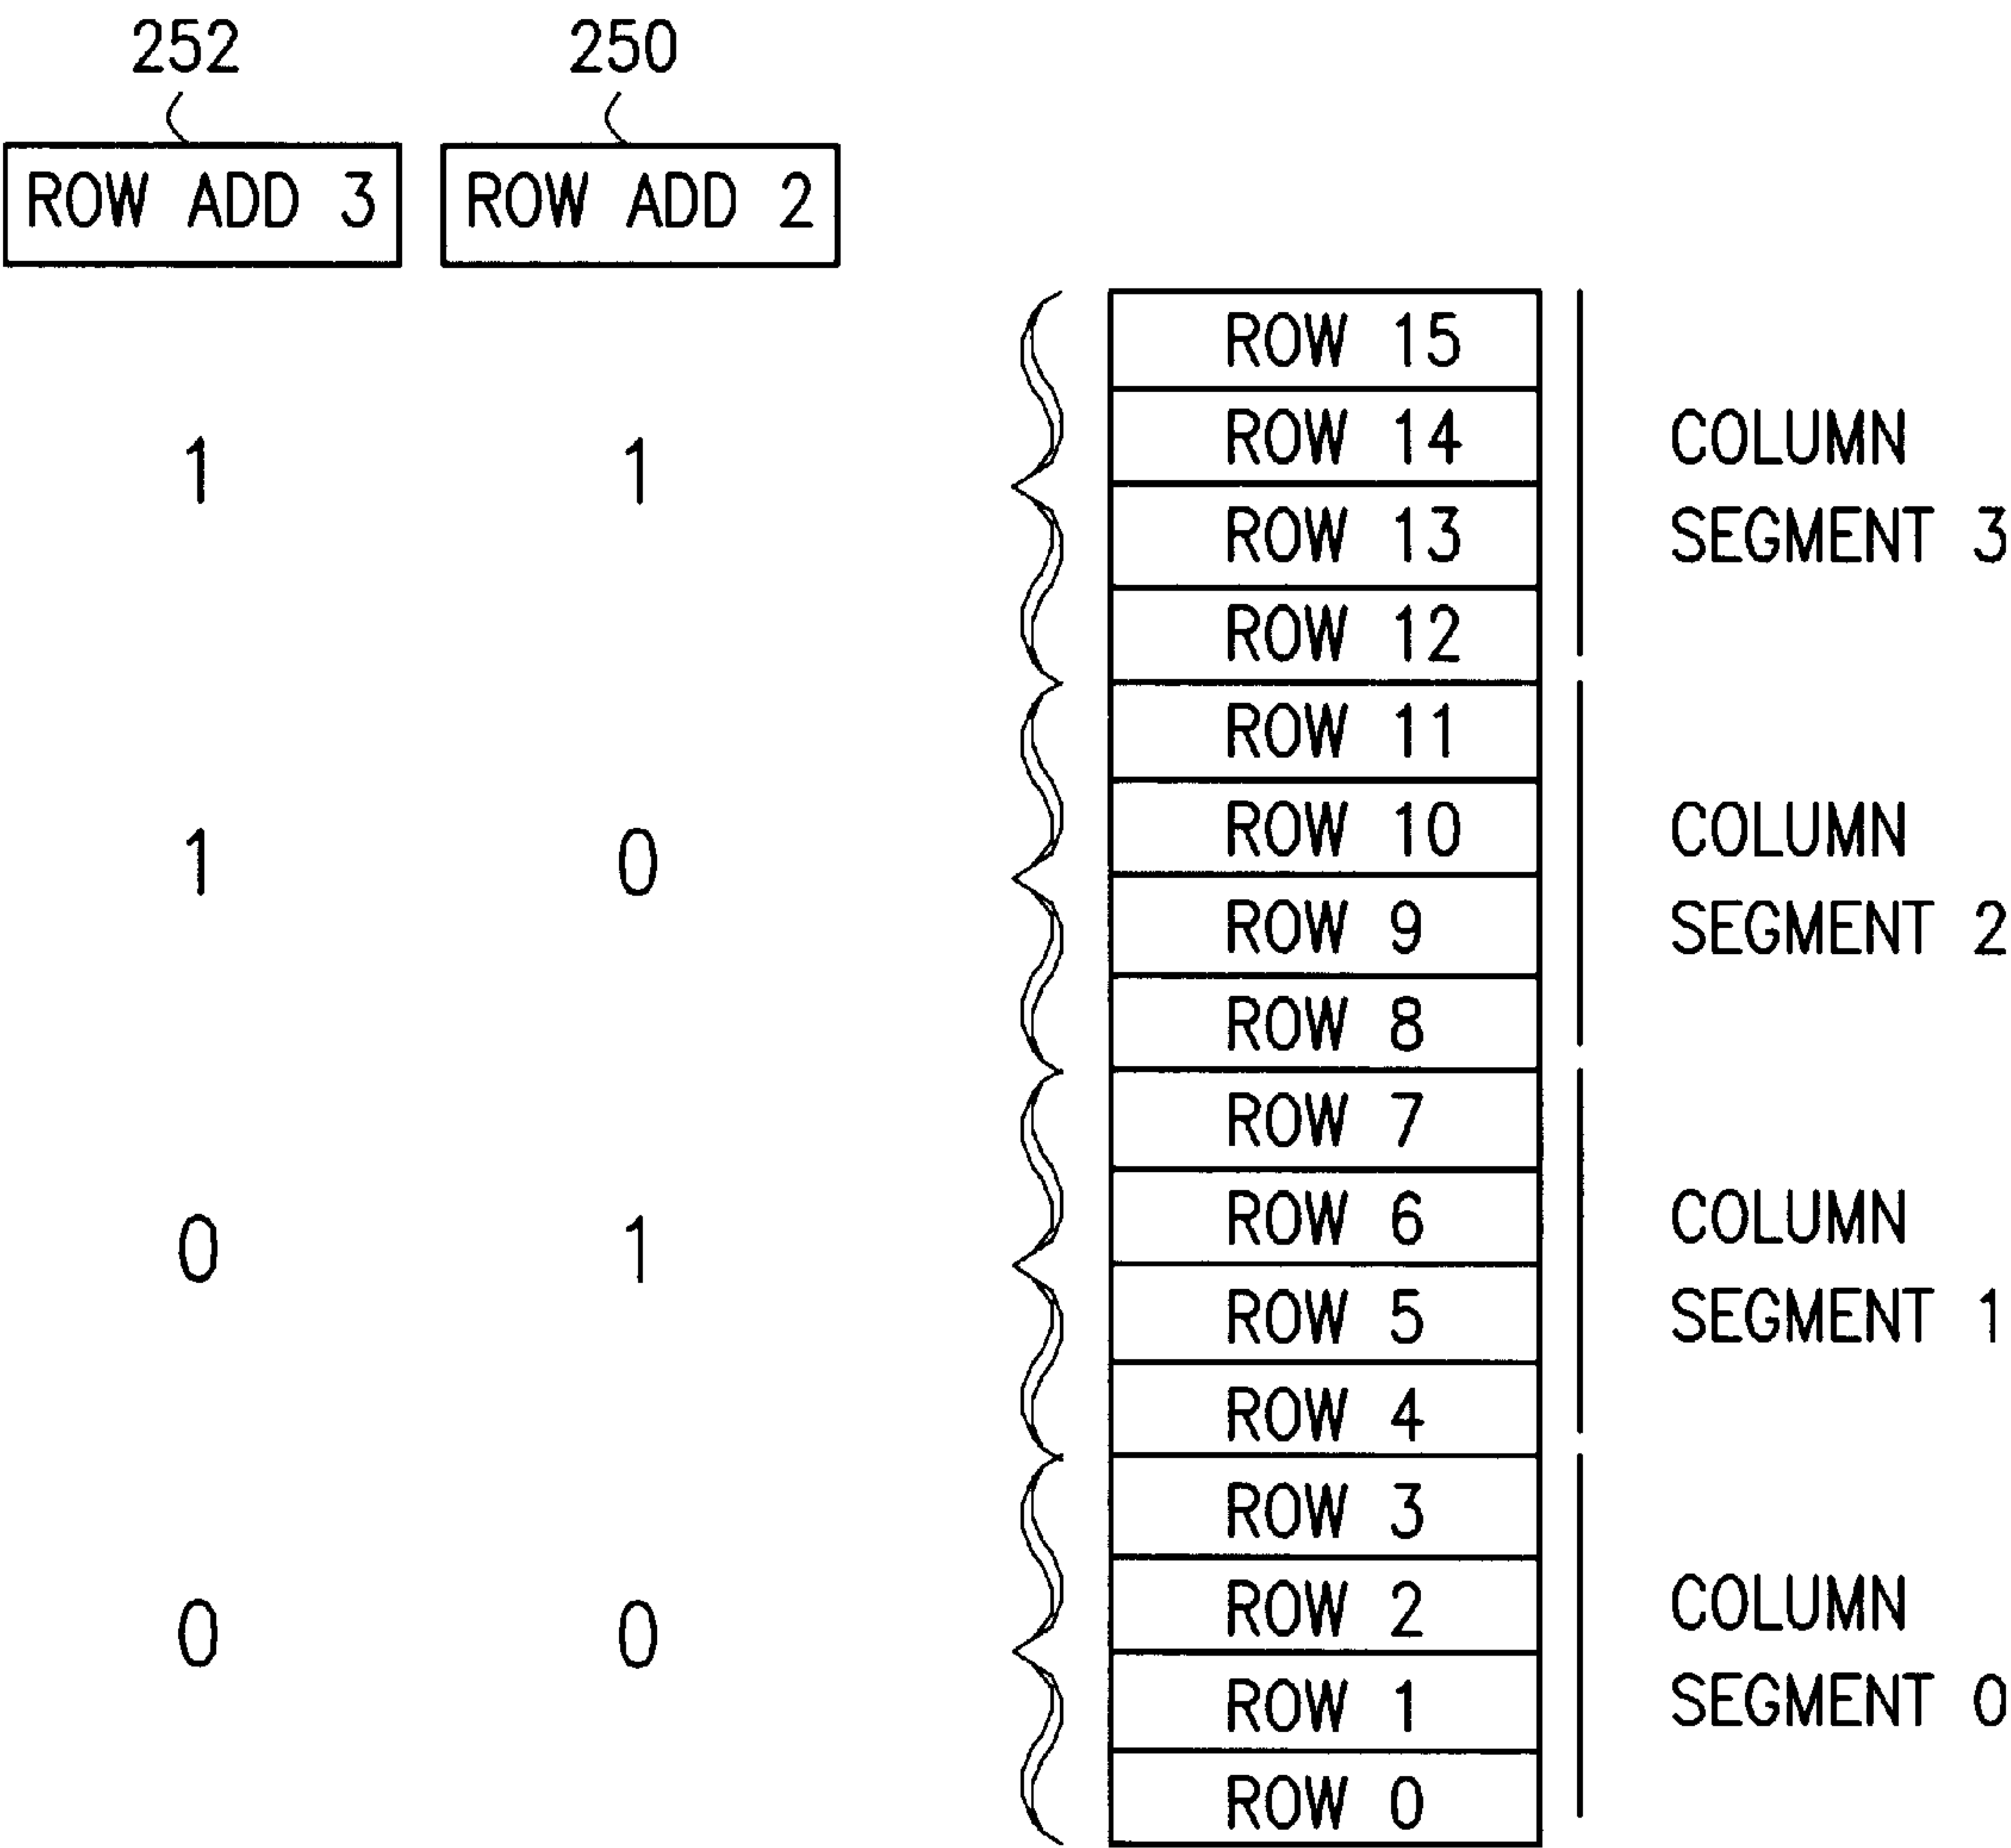 252 250
ROW ADD 3 ROW ADD 2
ROW 15
ROW 14
1 1 COLUMN
ROW 13
SEGMENT 3
ROW 12
ROW 11
ROW 10
1 0 COLUMN
ROW 9
SEGMENT 2
ROW 8
ROW 7
ROW 6
0 1 COLUMN
ROW 5
SEGMENT 1
ROW 4
ROW 3
ROW 2
0 0 COLUMN
ROW 1
SEGMENT 0
ROW 0